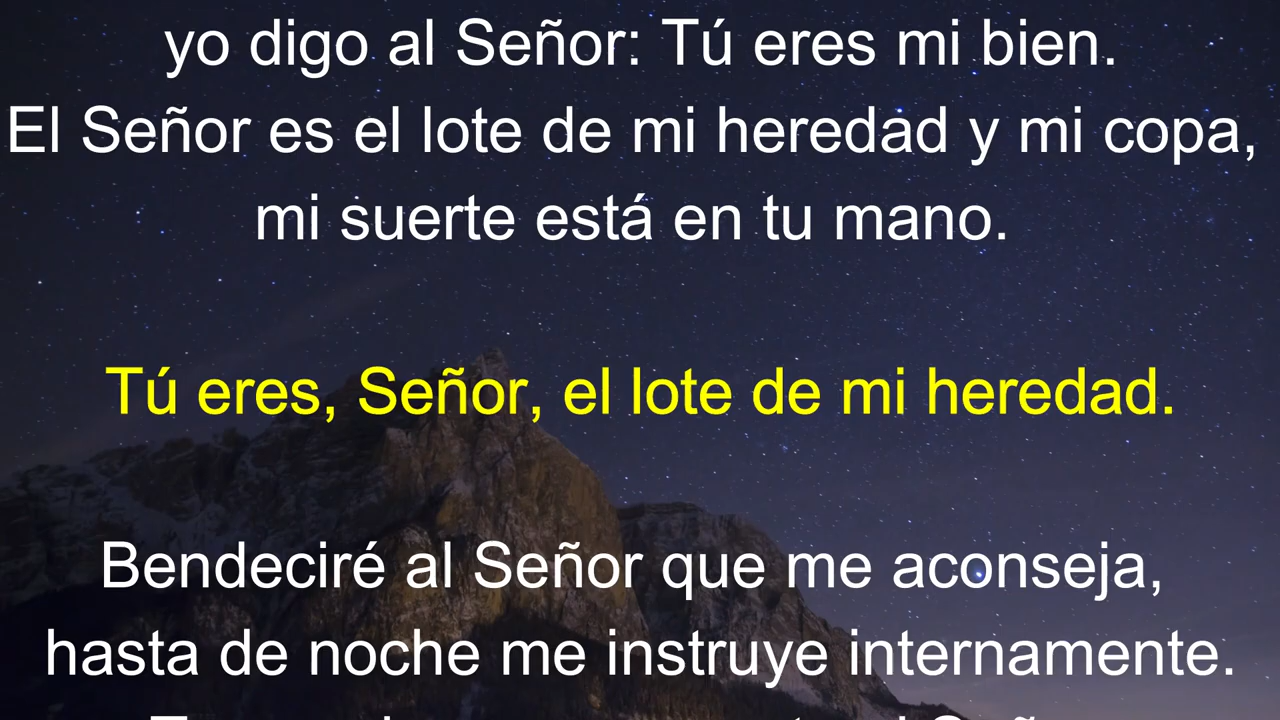 yo digo al Señor: Tú eres mi bien.
El Señor es el lote de mi heredad y mi copa,
mi suerte está en tu mano.
Tú eres, Señor, el lote de mi heredad.
Bendeciré al Señor que me aconseja,
hasta de noche me instruye internamente.